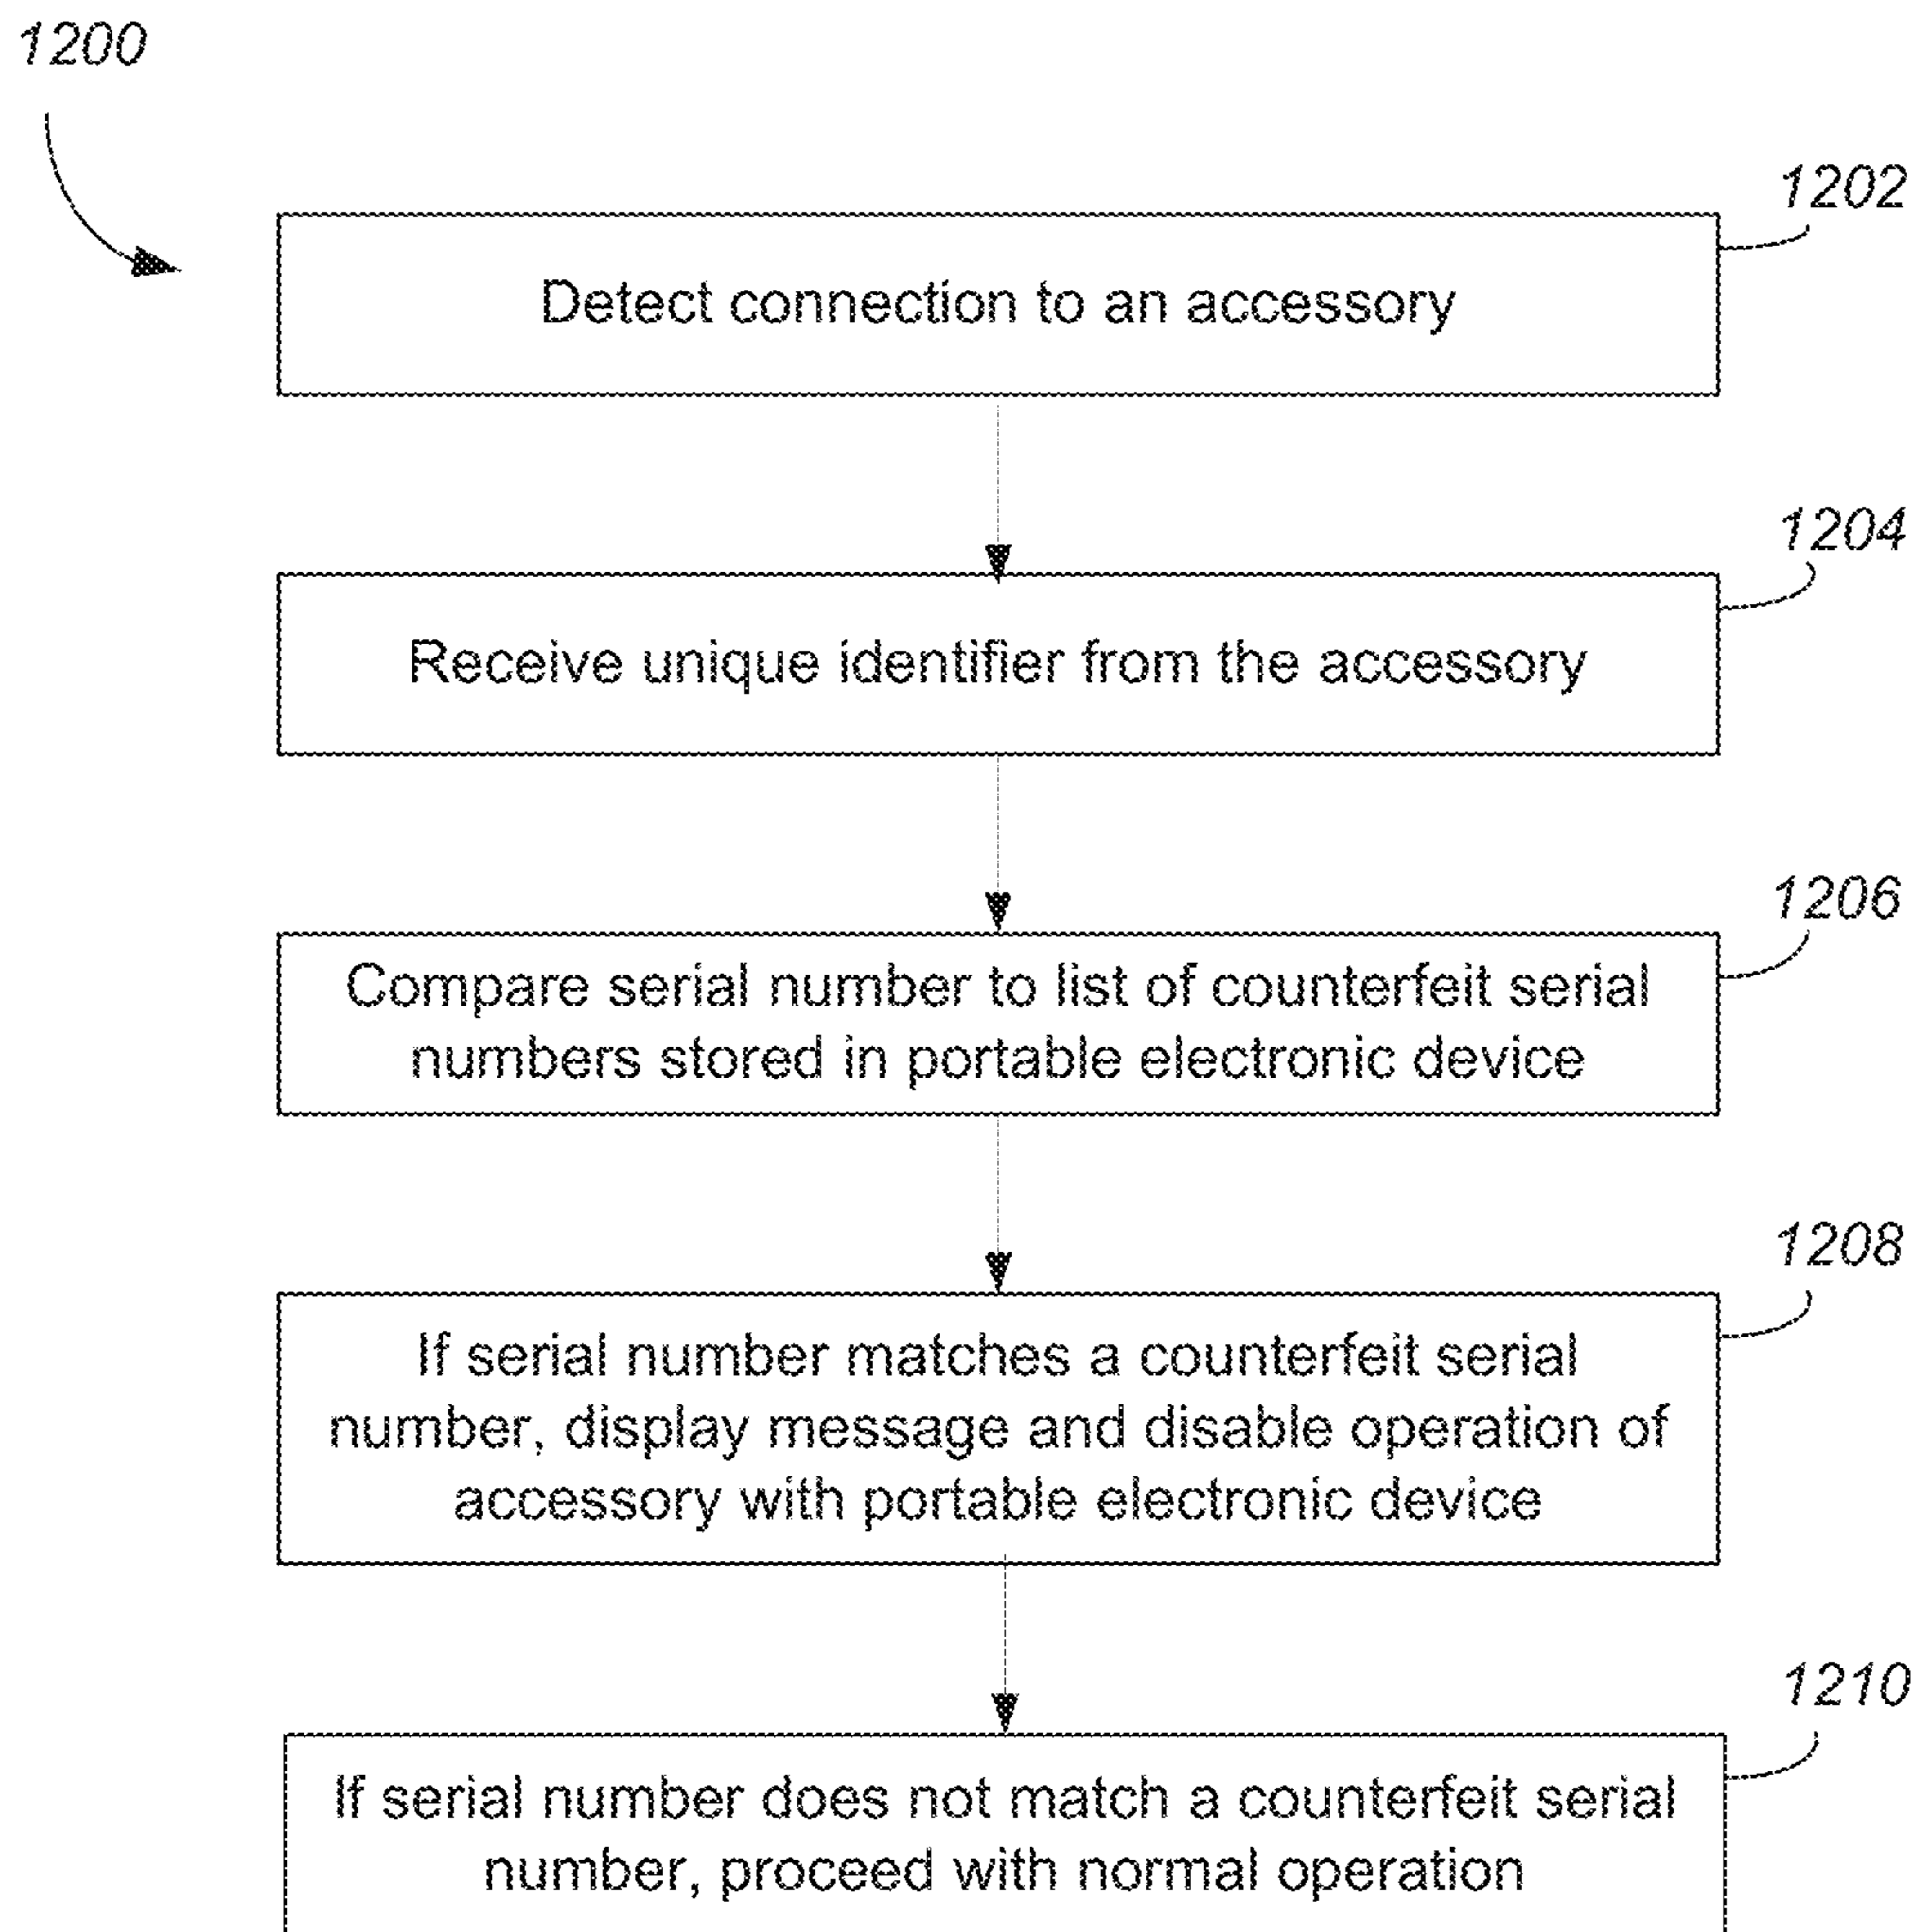 1200
1202
Detect connection to an accessory
1204
Receive unique identifier from the accessory
1206
Compare serial number to list of counterfeit serial
numbers stored in portable electronic device
1208
If serial number matches a counterfeit serial
number, display message and disable operation of
accessory with portable electronic device
1210
If serial number does not match a counterfeit serial
number, proceed with normal operation